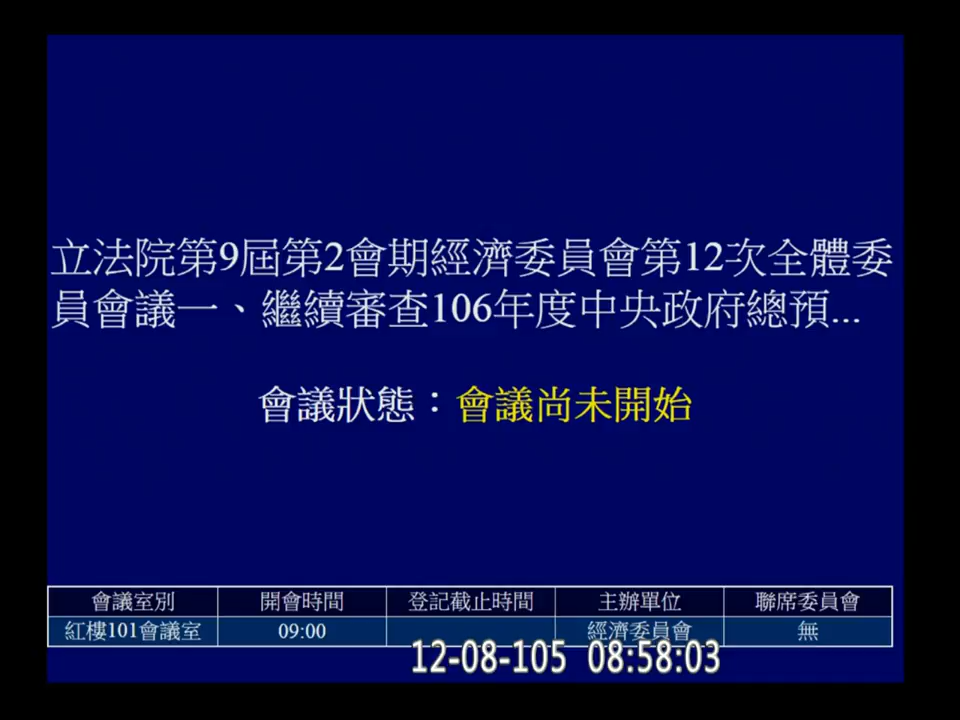 立法院第9屆第2會期經濟委員會第12次全體委
員會議一、繼續審查106年度中央政府總預...
會議狀態：會議尚未開始
會議室別 開會時間 登記截止時間 主辦單位 聯席委員會
紅樓101會議室 09:00 經濟委員會 無
12-08-105 08:58:03